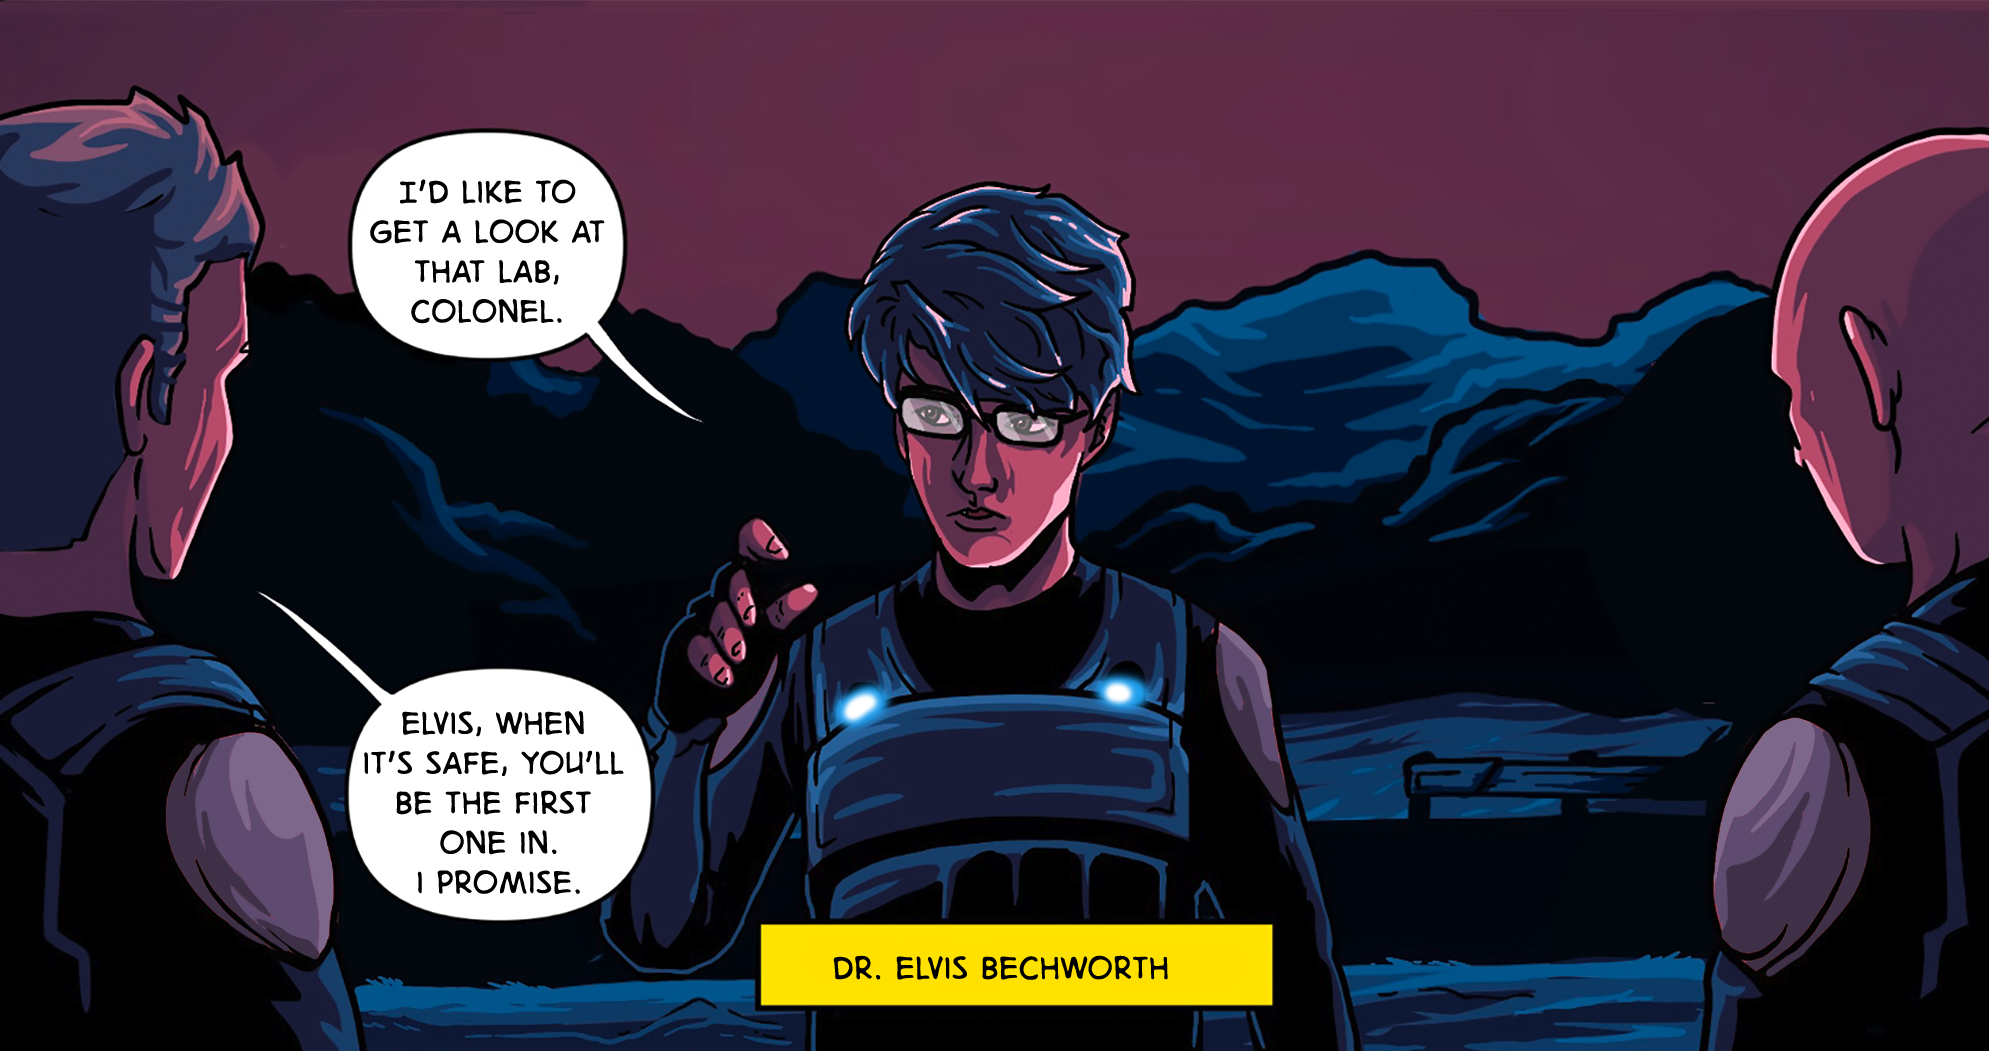 I'D LIKE TO
GET A LOOK AT
THAT LAB,
COLONEL.
ELVIS, WHEN
IT'S SAFE, YOU'LL
BE THE FIRST
ONE IN.
I PROMISE.
DR. ELVIS BECHWORTH